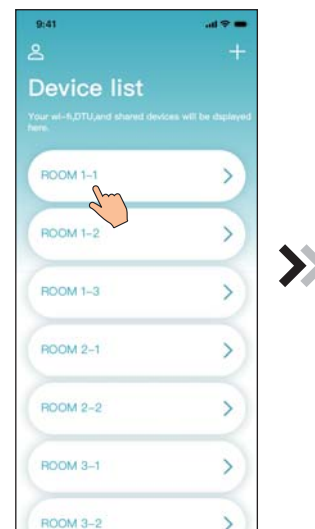 9:41
Device list
Your wi-fi,DTU,and shared devices will be displayed
here.
ROOM 1-1
ROOM 1-2
ROOM 1-3
ROOM 2-1
ROOM 2-2
ROOM 3-1
ROOM 3-2